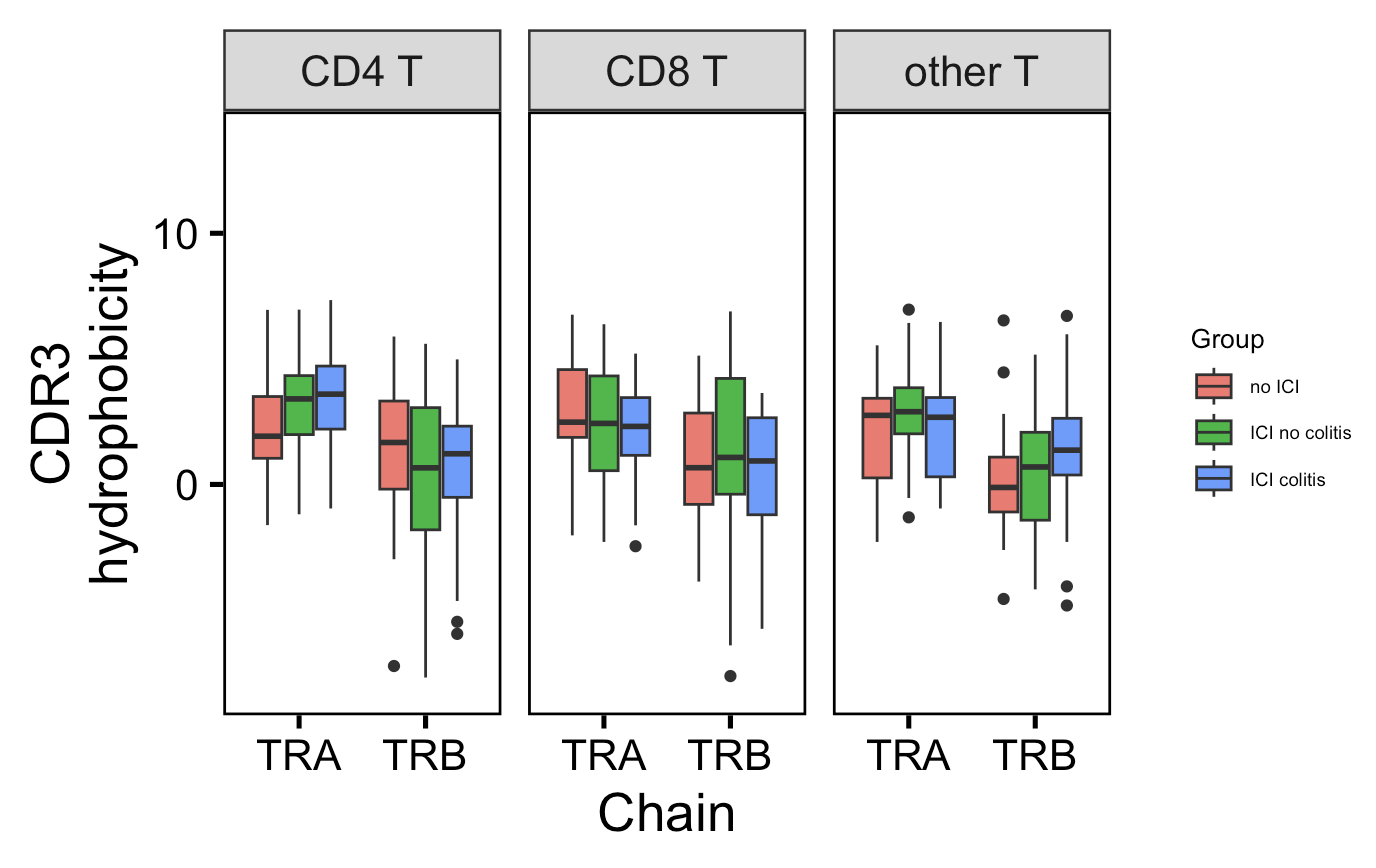 CD4 T
CD8 T
other T
CDR3
hydrophobicity
10
0
TRA
TRB
TRA
TRB
TRA
TRB
Chain
Group
no ICI
ICI no colitis
ICI colitis